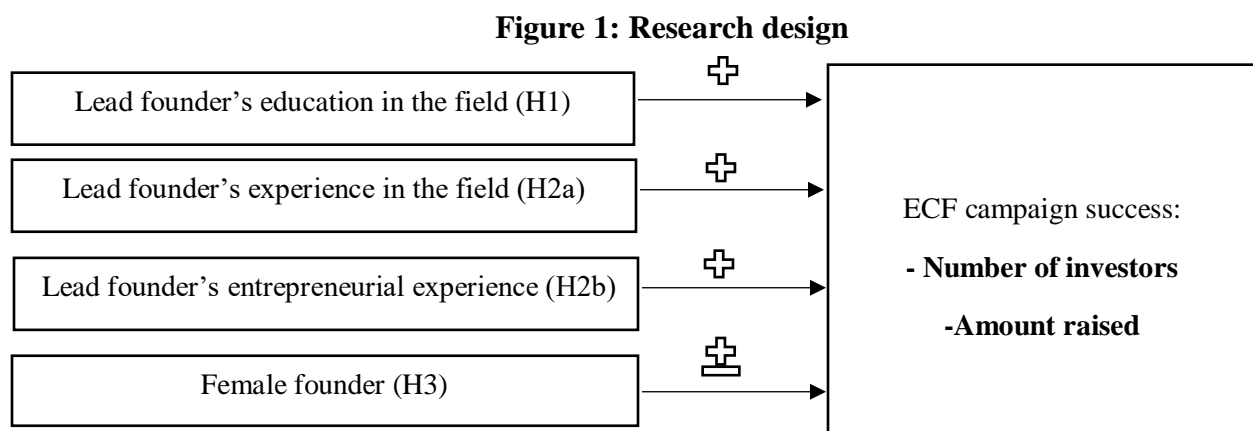 Figure 1: Research design
Lead founder’s education in the field (H1)
Lead founder’s experience in the field (H2a)
Lead founder’s entrepreneurial experience (H2b)
Female founder (H3)
ECF campaign success:
- Number of investors
-Amount raised